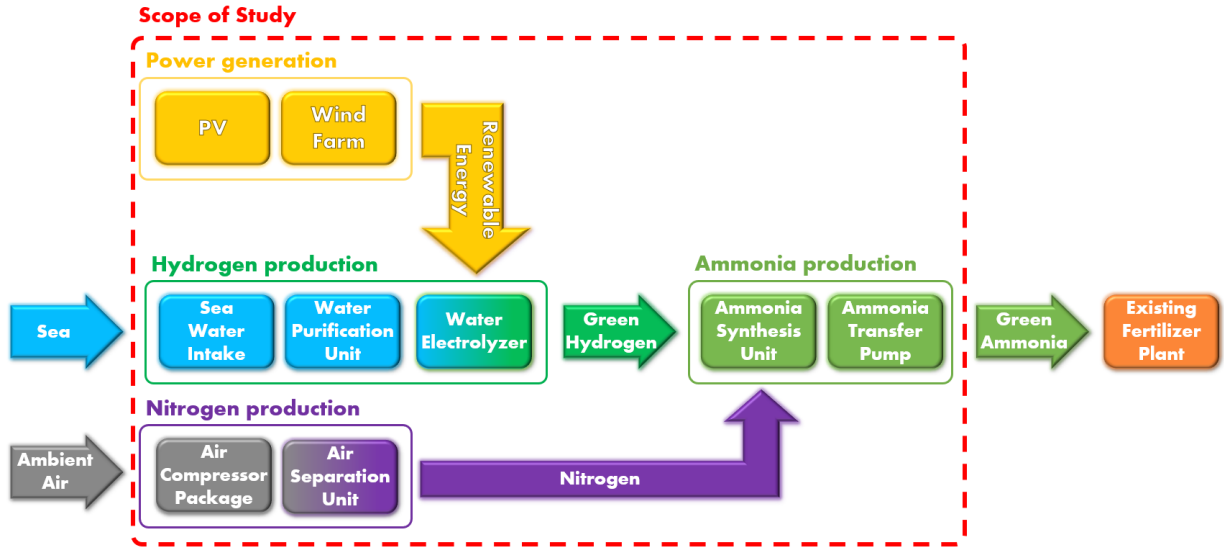 Scope of Study
Power generation
PV
Wind
Farm
Renewable
Energy
Hydrogen production
Ammonia production
Sea
Sea
Water
Intake
Water
Purification
Unit
Water
Electrolyzer
Green
Hydrogen
Ammonia
Synthesis
Unit
Ammonia
Transfer
Pump
Green
Ammonia
Existing
Fertilizer
Plant
Nitrogen production
Ambient
Air
Air
Compressor
Package
Air
Separation
Unit
Nitrogen